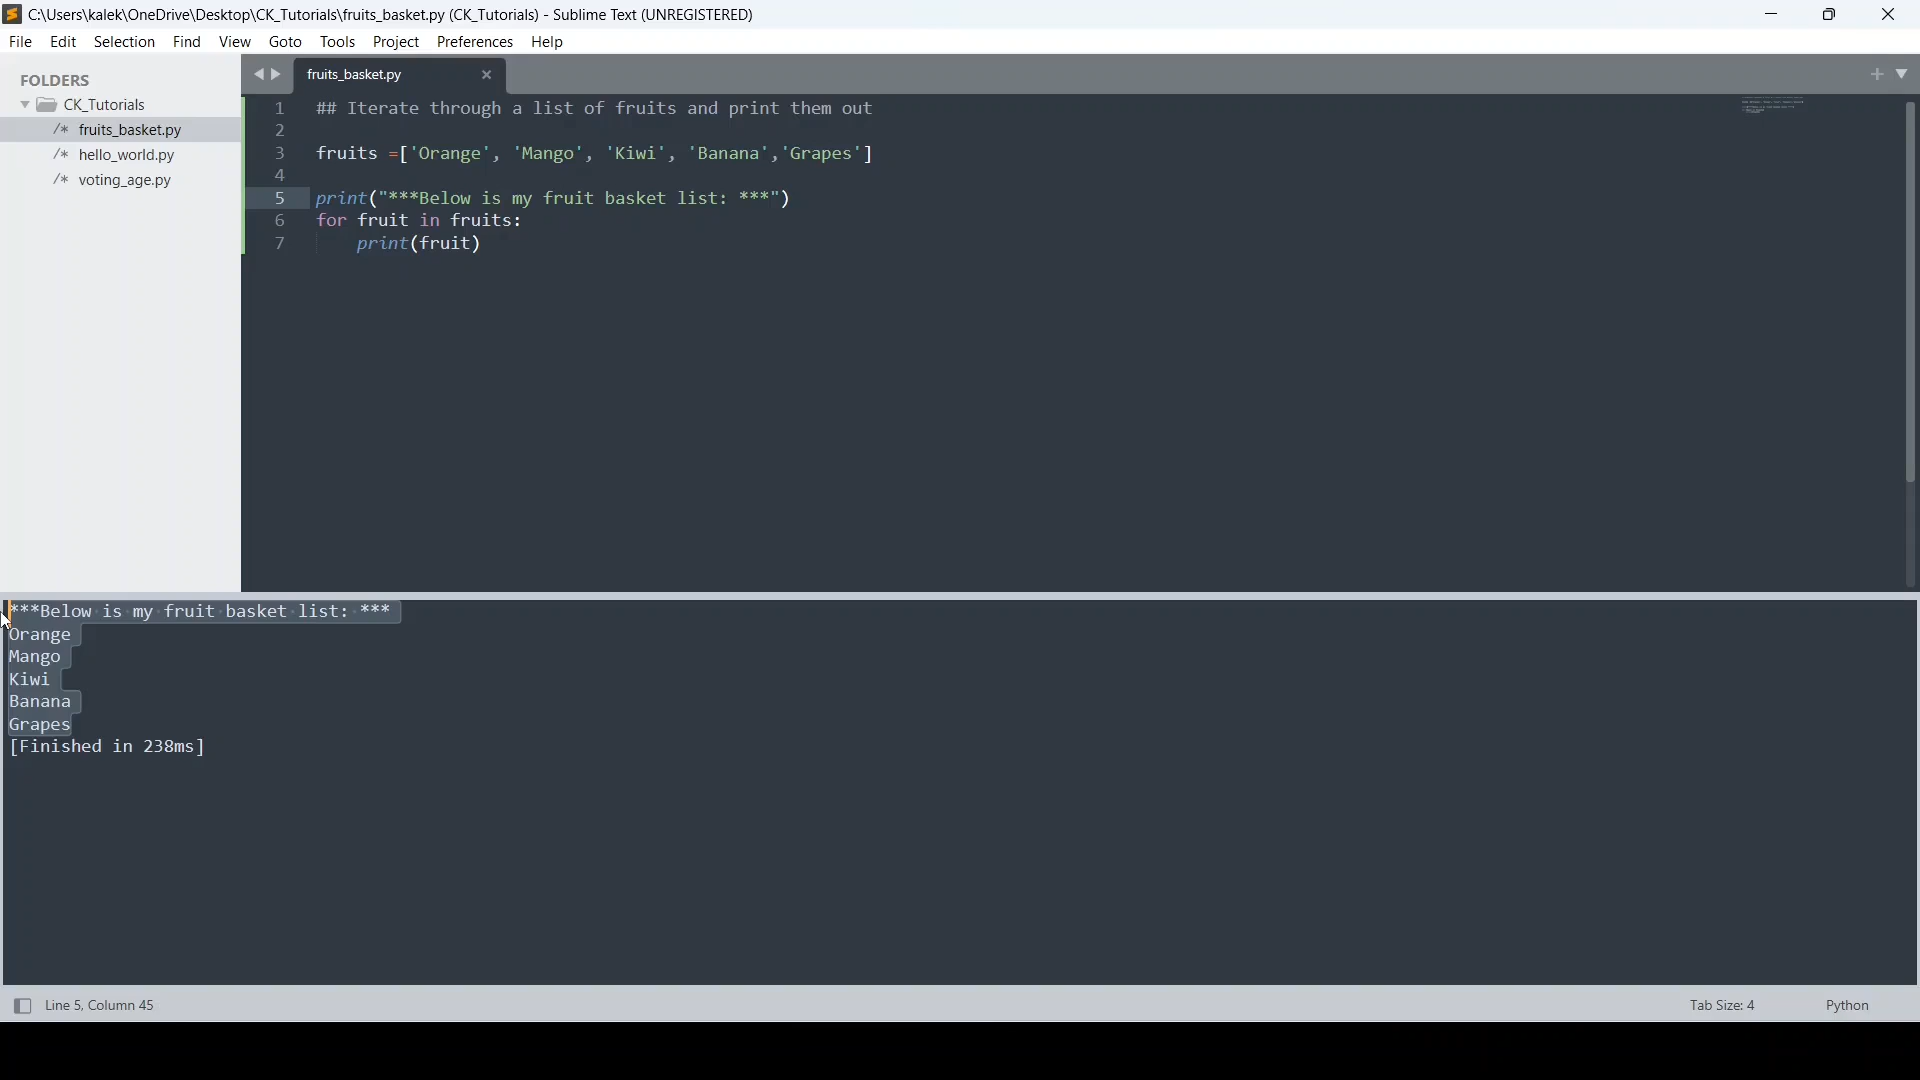 C:\Users\kalek\OneDrive\Desktop\CK_Tutorials\fruits_basket.py (CK_Tutorials) - Sublime Text (UNREGISTERED)
File Edit Selection Find View Goto Tools Project Preferences Help
FOLDERS
CK_Tutorials
/* fruits_basket.py
/* hello_world.py
/* voting_age.py
fruits_basket.py
1 ## Iterate through a list of fruits and print them out
2
3 fruits =['Orange', 'Mango', 'Kiwi', 'Banana','Grapes']
4
5 print("***Below is my fruit basket list: ***")
6 for fruit in fruits:
7     print(fruit)
***Below is my fruit basket list: ***
Orange
Mango
Kiwi
Banana
Grapes
[Finished in 238ms]
Line 5, Column 45 Tab Size: 4 Python